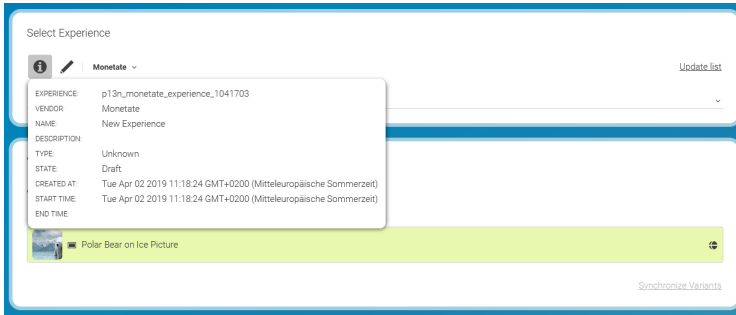 Select Experience
Monetate
Update list
EXPERIENCE: p13n_monetate_experience_1041703
VENDOR: Monetate
NAME: New Experience
DESCRIPTION:
TYPE: Unknown
STATE: Draft
CREATED AT: Tue Apr 02 2019 11:18:24 GMT+0200 (Mitteleuropäische Sommerzeit)
START TIME: Tue Apr 02 2019 11:18:24 GMT+0200 (Mitteleuropäische Sommerzeit)
END TIME:
Polar Bear on Ice Picture
Synchronize Variants